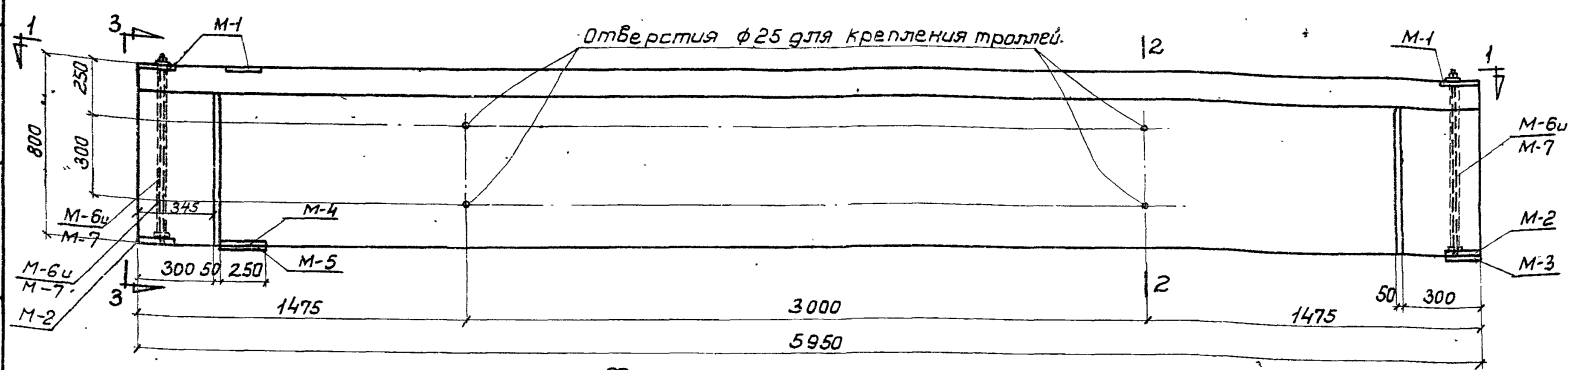 1
3
М-1
Отверстия ф25 для крепления троллей.
2
М-1
1
250
800
300
М-6и
М-7
345
М-4
М-5
М-6и
М-7
М-2
М-6и
М-7
М-2
М-3
300 50 250
3
2
50 300
1475
3000
1475
5950